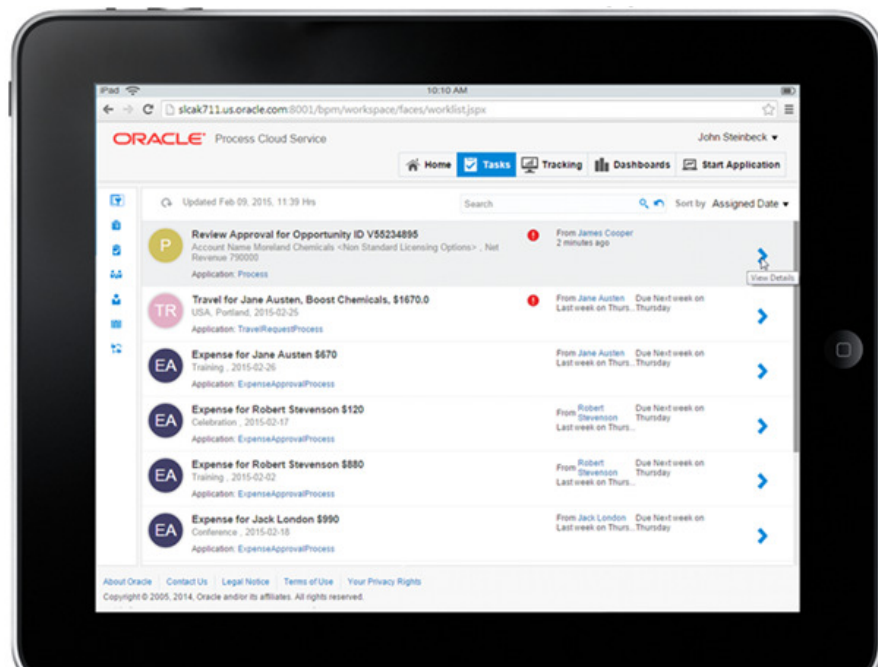 iPad 10:10 AM
slcak711.us.oracle.com:8001/bpm/workspace/faces/worklist.jspx
ORACLE Process Cloud Service John Steinbeck
Home Tasks Tracking Dashboards Start Application
Updated Feb 09, 2015, 11:39 Hrs Search Sort by Assigned Date
P
Review Approval for Opportunity ID V55234895
Account Name Moreland Chemicals <Non Standard Licensing Options> , Net
Revenue 790000
Application: Process
From James Cooper
2 minutes ago
View Details
TR
Travel for Jane Austen, Boost Chemicals, $1670.0
USA, Portland, 2015-02-25
Application: TravelRequestProcess
From Jane Austen Due Next week on
Last week on Thurs... Thursday
EA
Expense for Jane Austen $670
Training , 2015-02-26
Application: ExpenseApprovalProcess
From Jane Austen Due Next week on
Last week on Thurs... Thursday
EA
Expense for Robert Stevenson $120
Celebration , 2015-02-17
Application: ExpenseApprovalProcess
From Robert Stevenson Due Next week on
Last week on Thurs... Thursday
EA
Expense for Robert Stevenson $880
Training , 2015-02-02
Application: ExpenseApprovalProcess
From Robert Stevenson Due Next week on
Last week on Thurs... Thursday
EA
Expense for Jack London $990
Conference , 2015-02-18
Application: ExpenseApprovalProcess
From Jack London Due Next week on
Last week on Thurs... Thursday
About Oracle Contact Us Legal Notice Terms of Use Your Privacy Rights
Copyright © 2005, 2014, Oracle and/or its affiliates. All rights reserved.